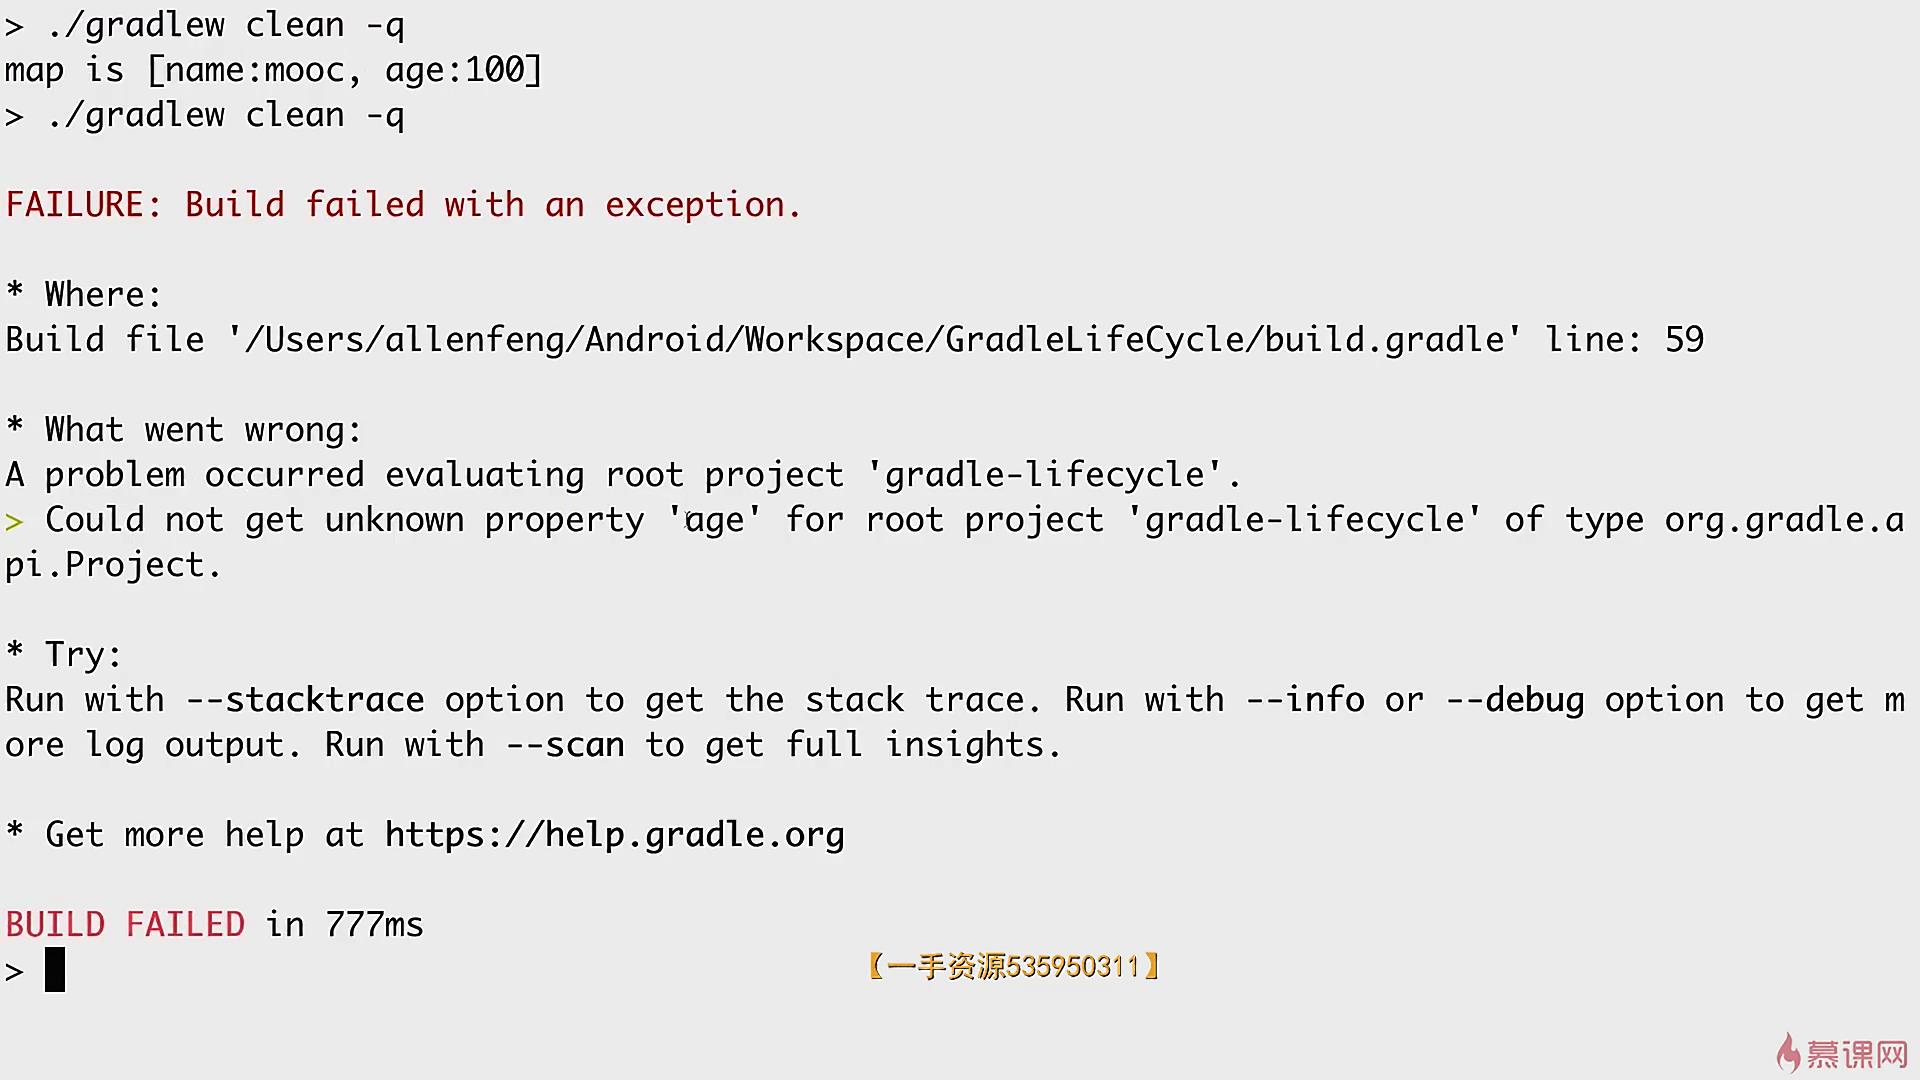 > ./gradlew clean -q
map is [name:mooc, age:100]
> ./gradlew clean -q
FAILURE: Build failed with an exception.
* Where:
Build file '/Users/allenfeng/Android/Workspace/GradleLifeCycle/build.gradle' line: 59
* What went wrong:
A problem occurred evaluating root project 'gradle-lifecycle'.
> Could not get unknown property 'age' for root project 'gradle-lifecycle' of type org.gradle.a
pi.Project.
* Try:
Run with --stacktrace option to get the stack trace. Run with --info or --debug option to get m
ore log output. Run with --scan to get full insights.
* Get more help at https://help.gradle.org
BUILD FAILED in 777ms
>
【一手资源535950311】
慕课网